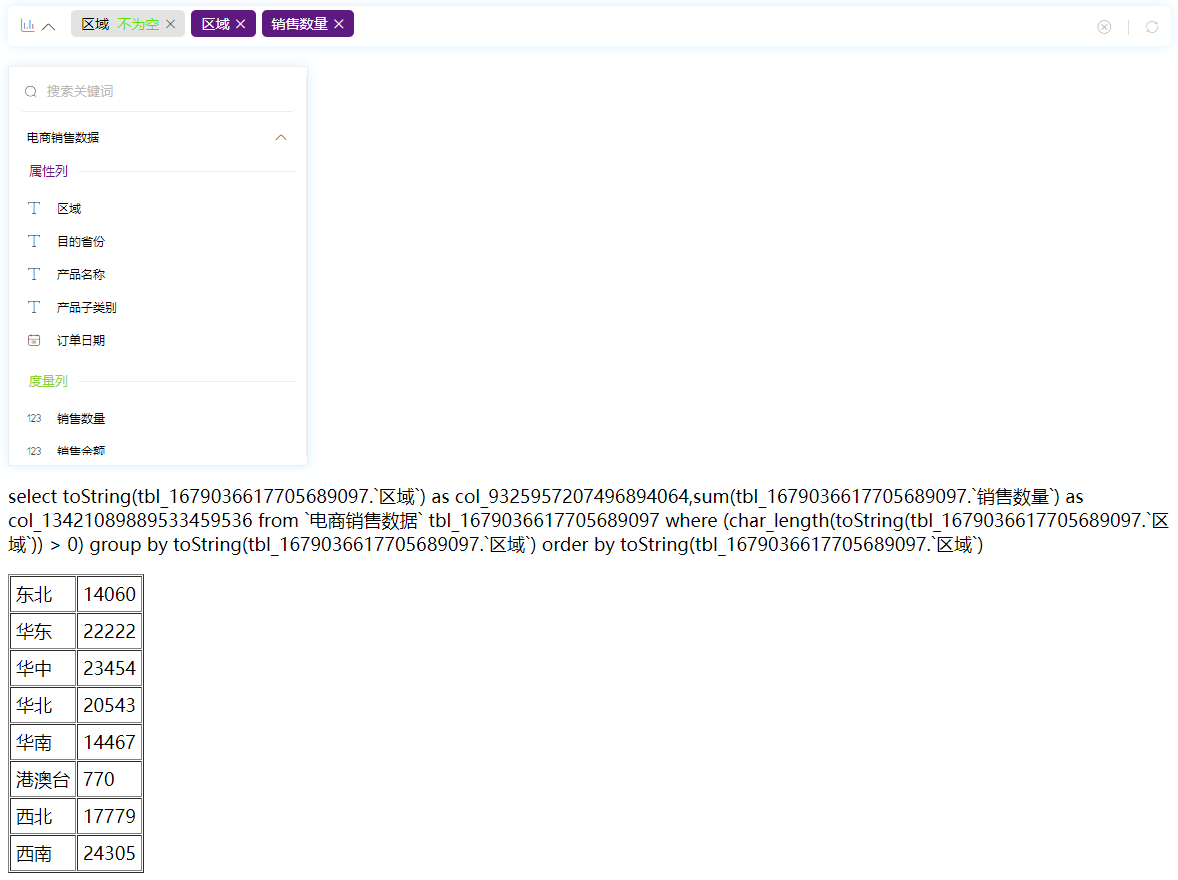 区域 不为空 区域 销售数量
搜索关键词
电商销售数据
属性列
区域
目的省份
产品名称
产品子类别
订单日期
度量列
123 销售数量
123 销售金额
select toString(tbl_1679036617705689097.`区域`) as col_9325957207496894064,sum(tbl_1679036617705689097.`销售数量`) as
col_13421089889533459536 from `电商销售数据` tbl_1679036617705689097 where (char_length(toString(tbl_1679036617705689097.`区
域`)) > 0) group by toString(tbl_1679036617705689097.`区域`) order by toString(tbl_1679036617705689097.`区域`)
东北 14060
华东 22222
华中 23454
华北 20543
华南 14467
港澳台 770
西北 17779
西南 24305